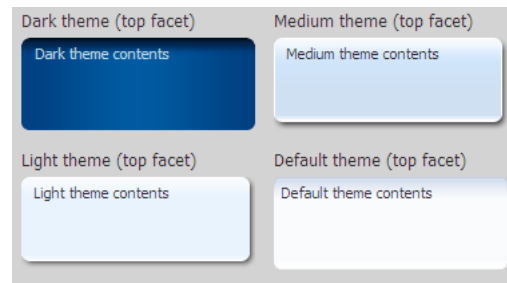 Dark theme (top facet)
Dark theme contents
Medium theme (top facet)
Medium theme contents
Light theme (top facet)
Light theme contents
Default theme (top facet)
Default theme contents